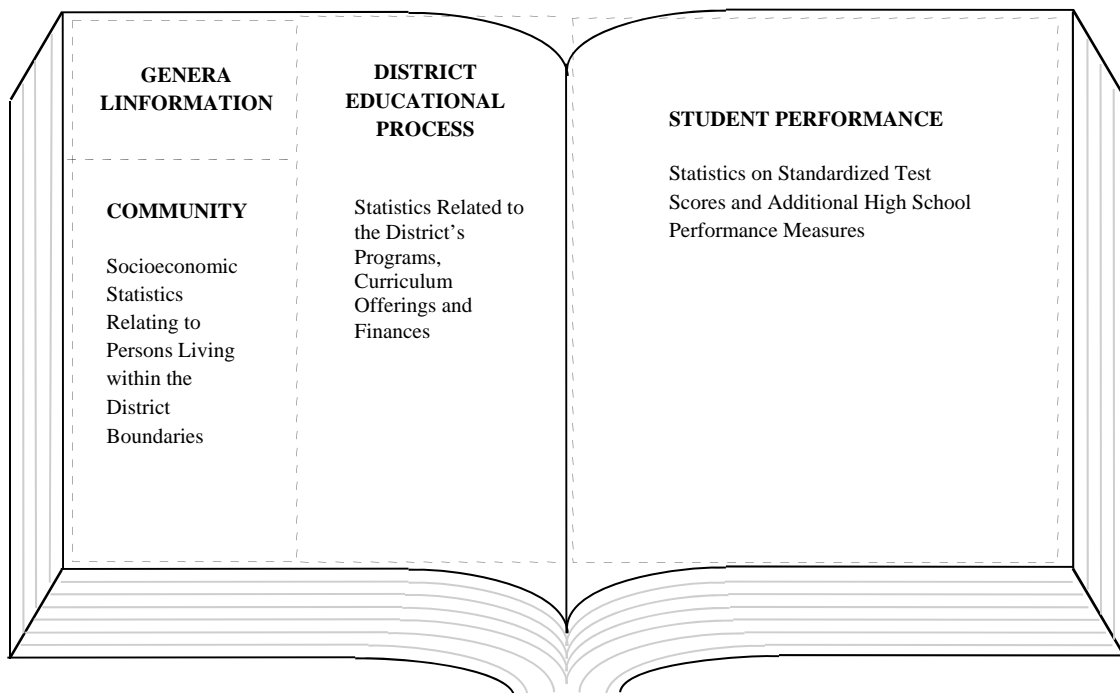 GENERA
LINFORMATION
COMMUNITY
Socioeconomic
Statistics
Relating to
Persons Living
within the
District
Boundaries
DISTRICT
EDUCATIONAL
PROCESS
Statistics Related to
the District’s
Programs,
Curriculum
Offerings and
Finances
STUDENT PERFORMANCE
Statistics on Standardized Test
Scores and Additional High School
Performance Measures